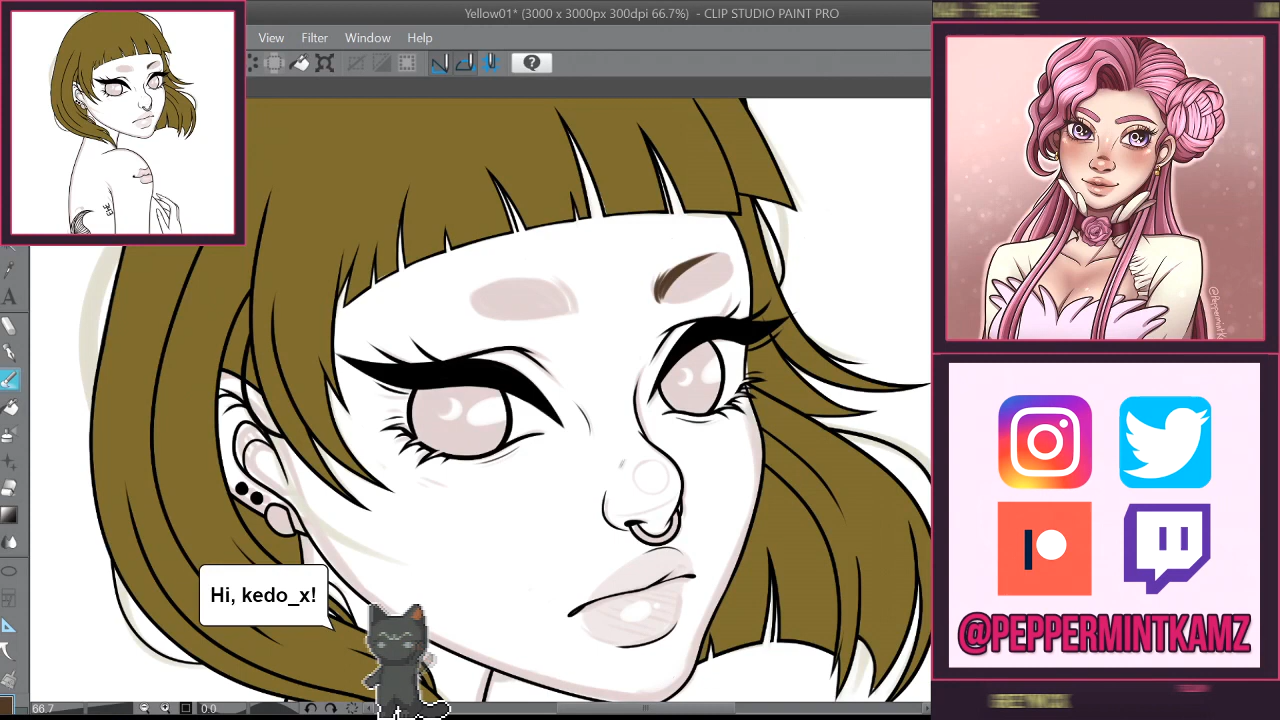 Yellow01* (3000 x 3000px 300dpi 66.7%) - CLIP STUDIO PAINT PRO
View Filter Window Help
A
Hi, kedo_x!
66.7
0.0
@PEPPERMINTKAMZ